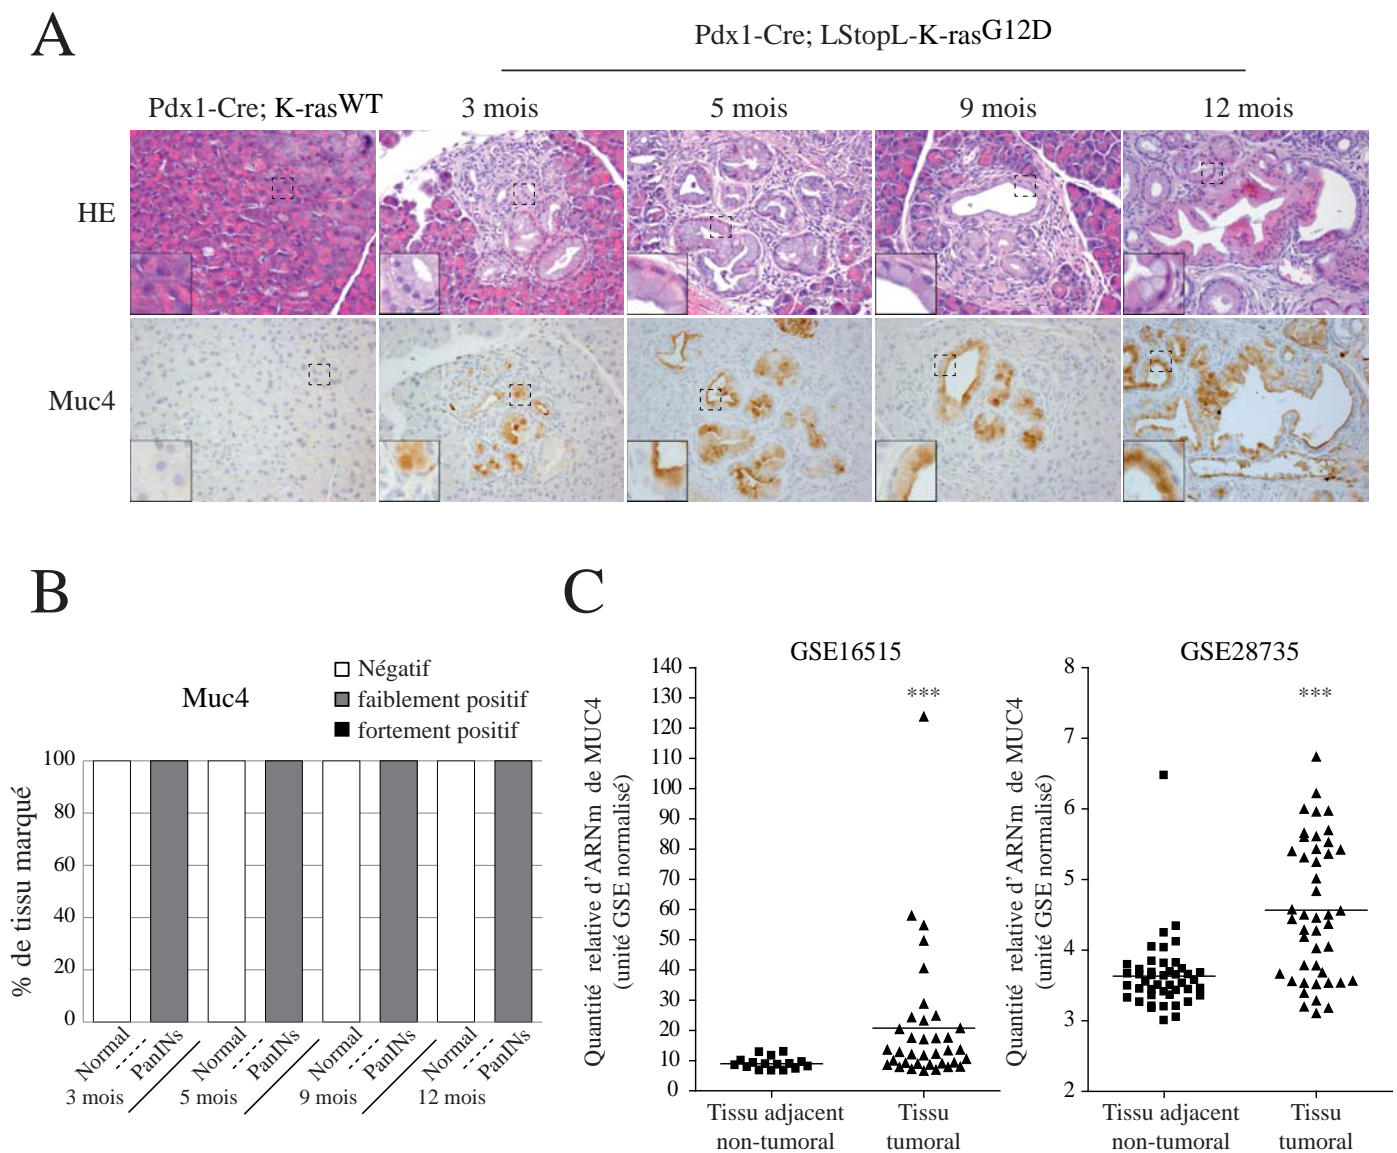 A
Pdx1-Cre; LStopL-K-rasG12D
Pdx1-Cre; K-rasWT
3 mois
5 mois
9 mois
12 mois
HE
Muc4
B
Muc4
Négatif
faiblement positif
fortement positif
% de tissu marqué
100
80
60
40
20
0
Normal
PanINs
Normal
PanINs
Normal
PanINs
Normal
PanINs
3 mois
5 mois
9 mois
12 mois
C
GSE16515
Quantité relative d'ARNm de MUC4
(unité GSE normalisé)
140
130
120
110
100
90
80
70
60
50
40
30
20
10
0
***
Tissu adjacent
non-tumoral
Tissu
tumoral
GSE28735
Quantité relative d'ARNm de MUC4
(unité GSE normalisé)
8
7
6
5
4
3
2
***
Tissu adjacent
non-tumoral
Tissu
tumoral